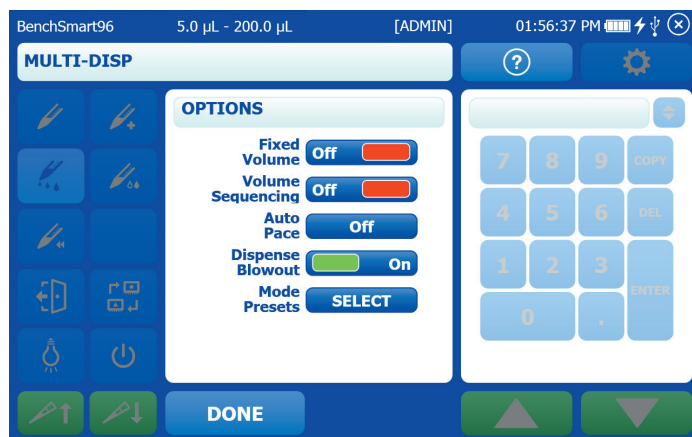 BenchSmart96 5.0 µL - 200.0 µL [ADMIN] 01:56:37 PM
MULTI-DISP ?
OPTIONS
Fixed
Volume Off
Volume
Sequencing Off
Auto
Pace Off
Dispense
Blowout On
Mode
Presets SELECT
7 8 9 COPY
4 5 6 DEL
1 2 3
0 . ENTER
DONE